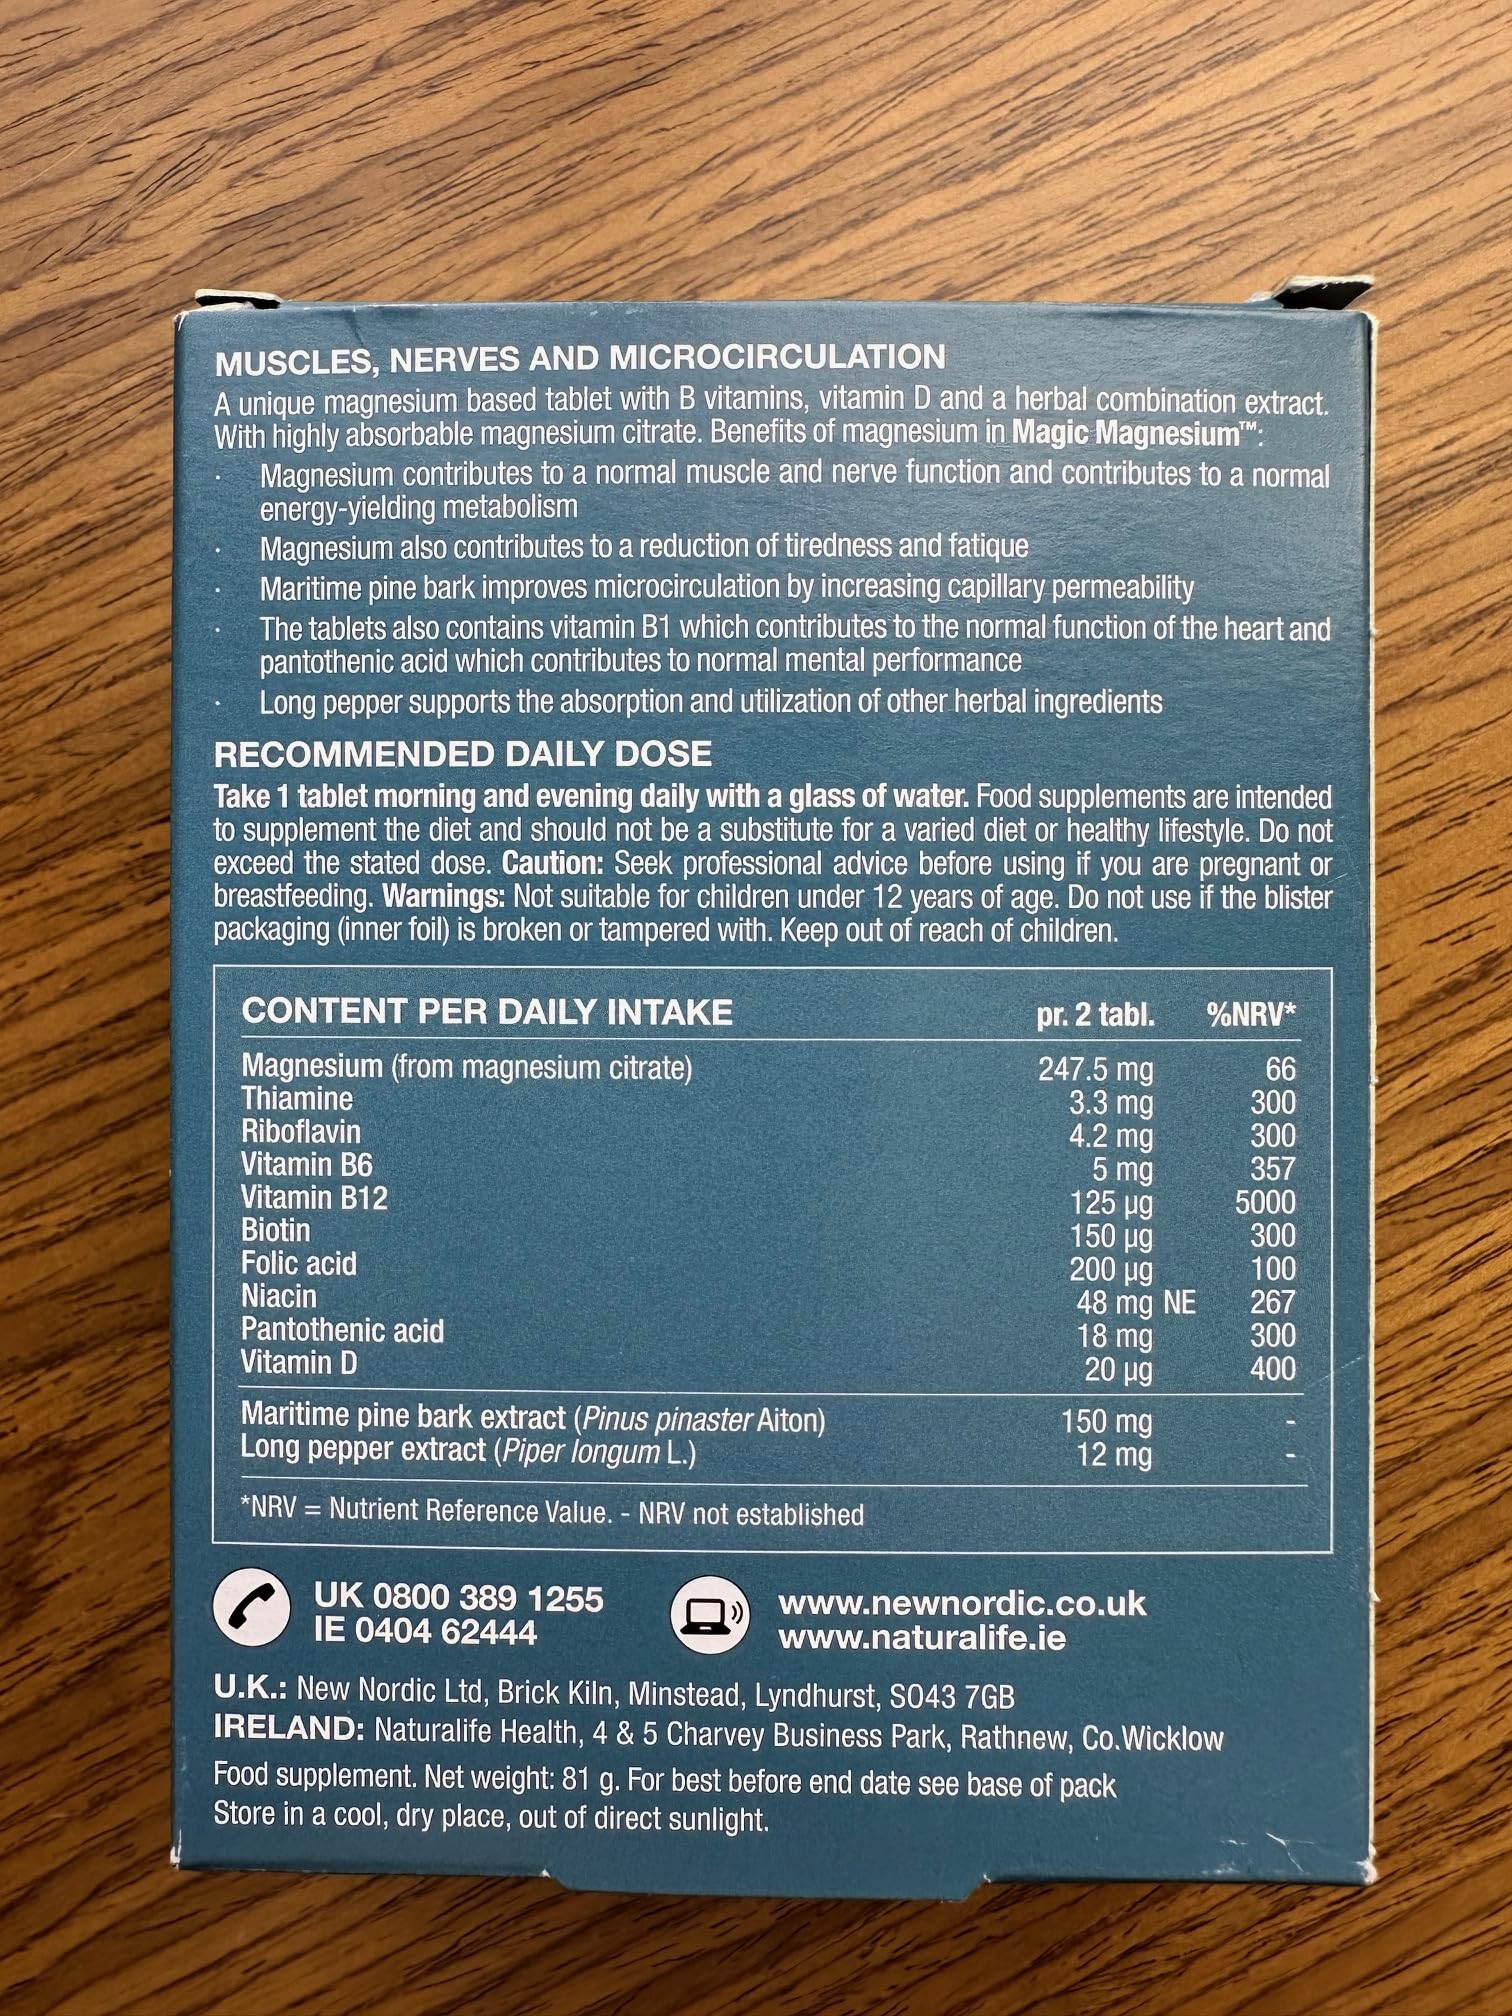 MUSCLES, NERVES AND MICROCIRCULATION
A unique magnesium based tablet with B vitamins, vitamin D and a herbal combination extract.
With highly absorbable magnesium citrate. Benefits of magnesium in Magic Magnesium™:
· Magnesium contributes to a normal muscle and nerve function and contributes to a normal
energy-yielding metabolism
· Magnesium also contributes to a reduction of tiredness and fatique
· Maritime pine bark improves microcirculation by increasing capillary permeability
· The tablets also contains vitamin B1 which contributes to the normal function of the heart and
pantothenic acid which contributes to normal mental performance
· Long pepper supports the absorption and utilization of other herbal ingredients
RECOMMENDED DAILY DOSE
Take 1 tablet morning and evening daily with a glass of water. Food supplements are intended
to supplement the diet and should not be a substitute for a varied diet or healthy lifestyle. Do not
exceed the stated dose. Caution: Seek professional advice before using if you are pregnant or
breastfeeding. Warnings: Not suitable for children under 12 years of age. Do not use if the blister
packaging (inner foil) is broken or tampered with. Keep out of reach of children.
CONTENT PER DAILY INTAKE pr. 2 tabl. %NRV*
Magnesium (from magnesium citrate) 247.5 mg 66
Thiamine 3.3 mg 300
Riboflavin 4.2 mg 300
Vitamin B6 5 mg 357
Vitamin B12 125 µg 5000
Biotin 150 µg 300
Folic acid 200 µg 100
Niacin 48 mg NE 267
Pantothenic acid 18 mg 300
Vitamin D 20 µg 400
Maritime pine bark extract (Pinus pinaster Aiton) 150 mg -
Long pepper extract (Piper longum L.) 12 mg -
*NRV = Nutrient Reference Value. - NRV not established
UK 0800 389 1255
IE 0404 62444
www.newnordic.co.uk
www.naturalife.ie
U.K.: New Nordic Ltd, Brick Kiln, Minstead, Lyndhurst, SO43 7GB
IRELAND: Naturalife Health, 4 & 5 Charvey Business Park, Rathnew, Co.Wicklow
Food supplement. Net weight: 81 g. For best before end date see base of pack
Store in a cool, dry place, out of direct sunlight.